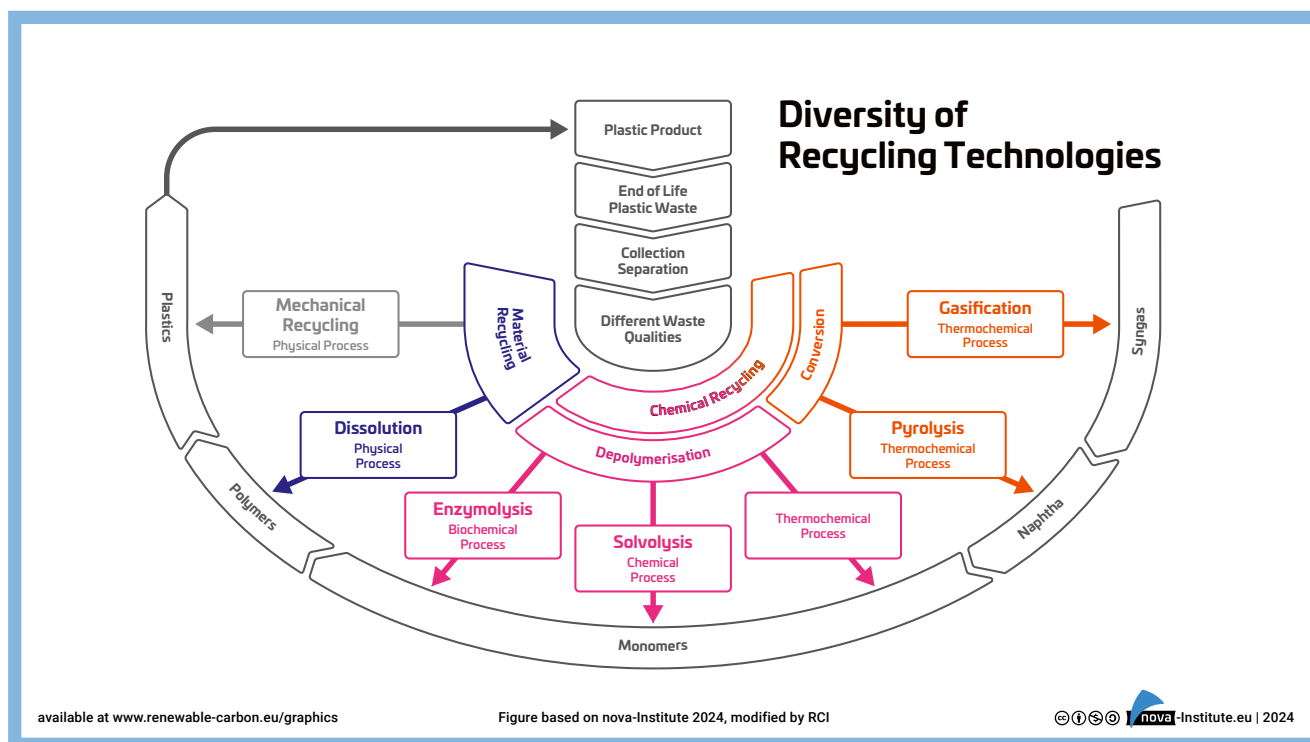 Diversity of
Recycling Technologies
Plastic Product
End of Life
Plastic Waste
Collection
Separation
Different Waste
Qualities
Plastics
Mechanical
Recycling
Physical Process
Material
Recycling
Chemical Recycling
Conversion
Gasification
Thermochemical
Process
Syngas
Dissolution
Physical
Process
Depolymerisation
Pyrolysis
Thermochemical
Process
Polymers
Enzymolysis
Biochemical
Process
Solvolysis
Chemical
Process
Thermochemical
Process
Naphtha
Monomers
available at www.renewable-carbon.eu/graphics
Figure based on nova-Institute 2024, modified by RCI
cc nova-Institute.eu | 2024